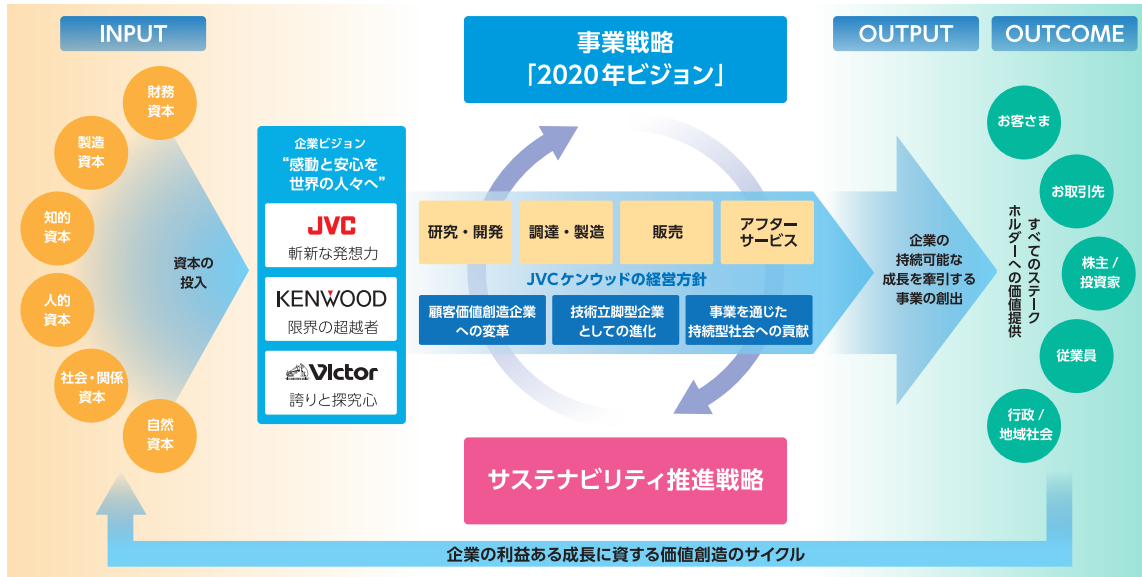 INPUT
財務
資本
製造
資本
知的
資本
人的
資本
社会・関係
資本
自然
資本
資本の
投入
企業ビジョン
“感動と安心を
世界の人々へ”
JVC
斬新な発想力
KENWOOD
限界の超越者
Victor
誇りと探究心
事業戦略
「2020年ビジョン」
研究・開発
調達・製造
販売
アフター
サービス
JVCケンウッドの経営方針
顧客価値創造企業
への変革
技術立脚型企業
としての進化
事業を通じた
持続型社会への貢献
サステナビリティ推進戦略
OUTPUT
企業の
持続可能な
成長を牽引する
事業の創出
OUTCOME
すべてのステーク
ホルダーへの価値提供
お客さま
お取引先
株主 /
投資家
従業員
行政 /
地域社会
企業の利益ある成長に資する価値創造のサイクル